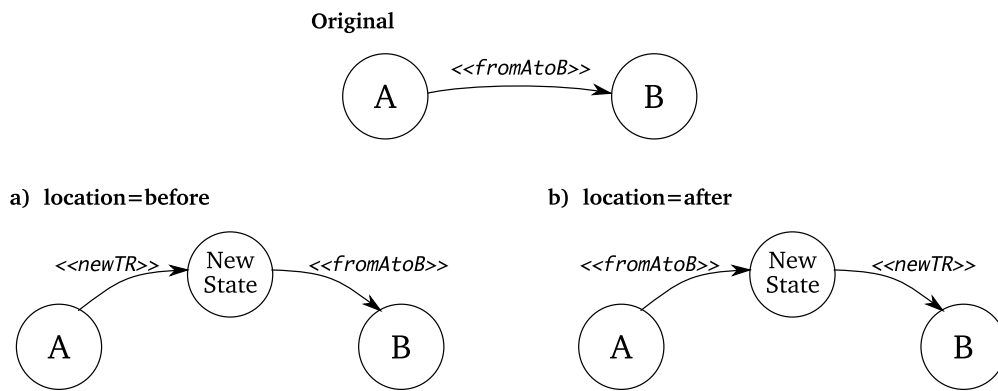 Original
<<fromAtoB>>
A
B
a) location=before
<<newTR>>
New
State
<<fromAtoB>>
A
B
b) location=after
<<fromAtoB>>
New
State
<<newTR>>
A
B